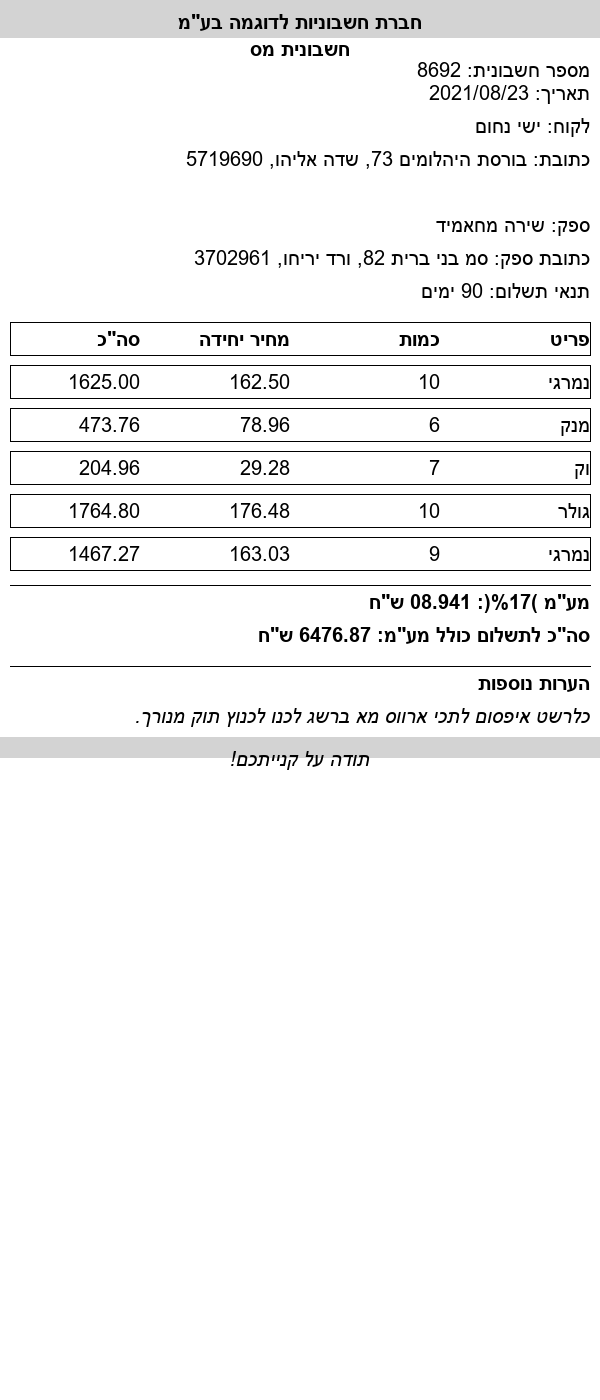 חברת חשבוניות לדוגמה בע"מ
חשבונית מס
מספר חשבונית: 8692
תאריך: 2021/08/23
לקוח: ישי נחום
כתובת: בורסת היהלומים 73, שדה אליהו, 5719690
ספק: שירה מחאמיד
כתובת ספק: סמ בני ברית 82, ורד יריחו, 3702961
תנאי תשלום: 90 ימים
פריט כמות מחיר יחידה סה"כ
נמרגי 10 162.50 1625.00
מנק 6 78.96 473.76
וק 7 29.28 204.96
גולר 10 176.48 1764.80
נמרגי 9 163.03 1467.27
מע"מ )17%(: 08.941 ש"ח
סה"כ לתשלום כולל מע"מ: 6476.87 ש"ח
הערות נוספות
כלרשט איפסום לתכי ארווס מא ברשג לכנו לכנוץ תוק מנורך.
תודה על קנייתכם!